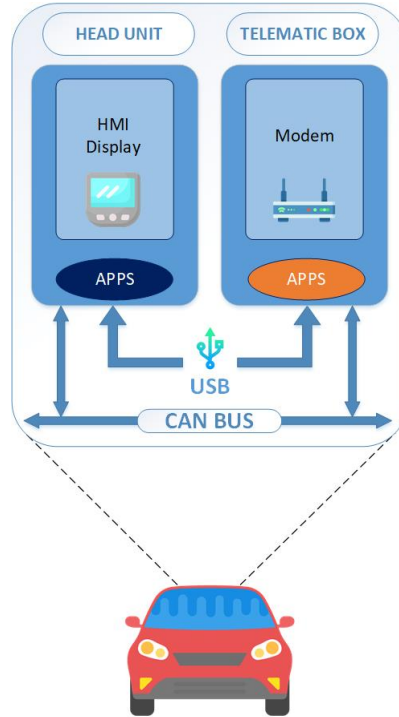 HEAD UNIT
TELEMATIC BOX
HMI
Display
Modem
APPS
APPS
USB
CAN BUS